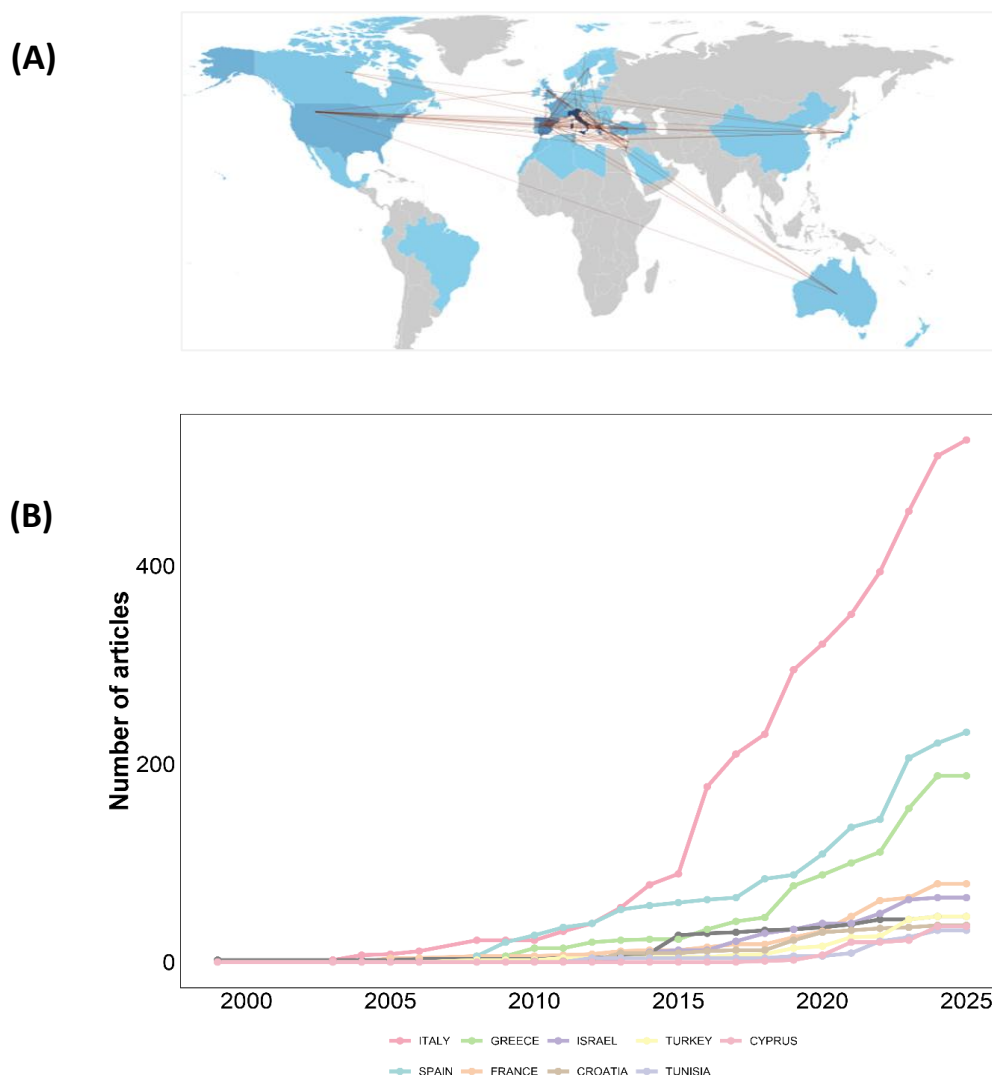 (A)
(B)
Number of articles
400
200
0
2000 2005 2010 2015 2020 2025
ITALY GREECE ISRAEL TURKEY CYPRUS
SPAIN FRANCE CROATIA TUNISIA